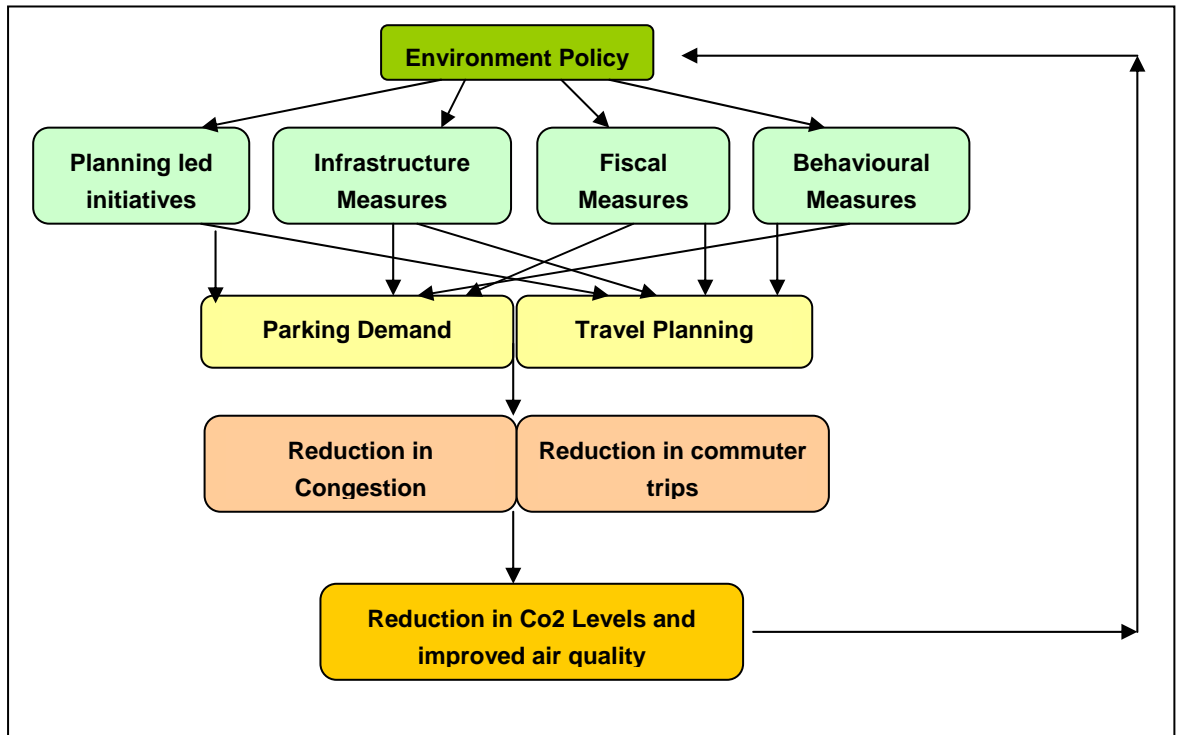 Environment Policy
Planning led
initiatives
Infrastructure
Measures
Fiscal
Measures
Behavioural
Measures
Parking Demand
Travel Planning
Reduction in
Congestion
Reduction in commuter
trips
Reduction in Co2 Levels and
improved air quality